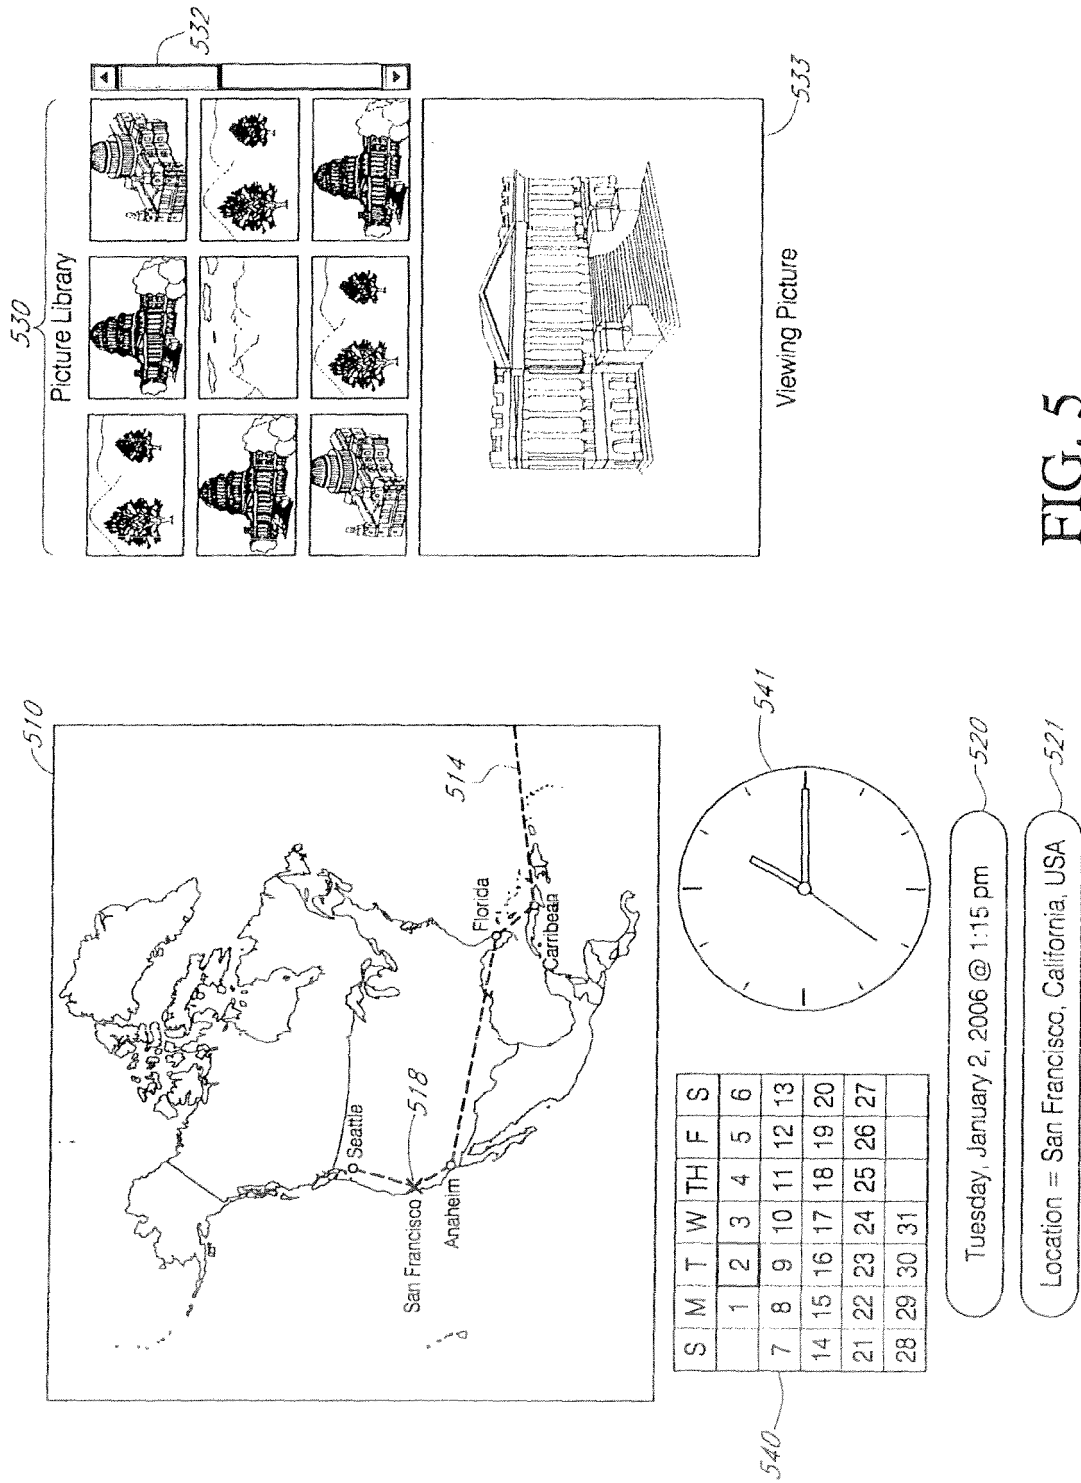 510
Seattle
518
San Francisco
Anaheim
514
Florida
Carribean
530
Picture Library
532
533
Viewing Picture
S M T W TH F S
1 2 3 4 5 6
7 8 9 10 11 12 13
14 15 16 17 18 19 20
21 22 23 24 25 26 27
28 29 30 31
540
541
Tuesday, January 2, 2006 @ 1:15 pm
520
Location = San Francisco, California, USA
521
FIG. 5